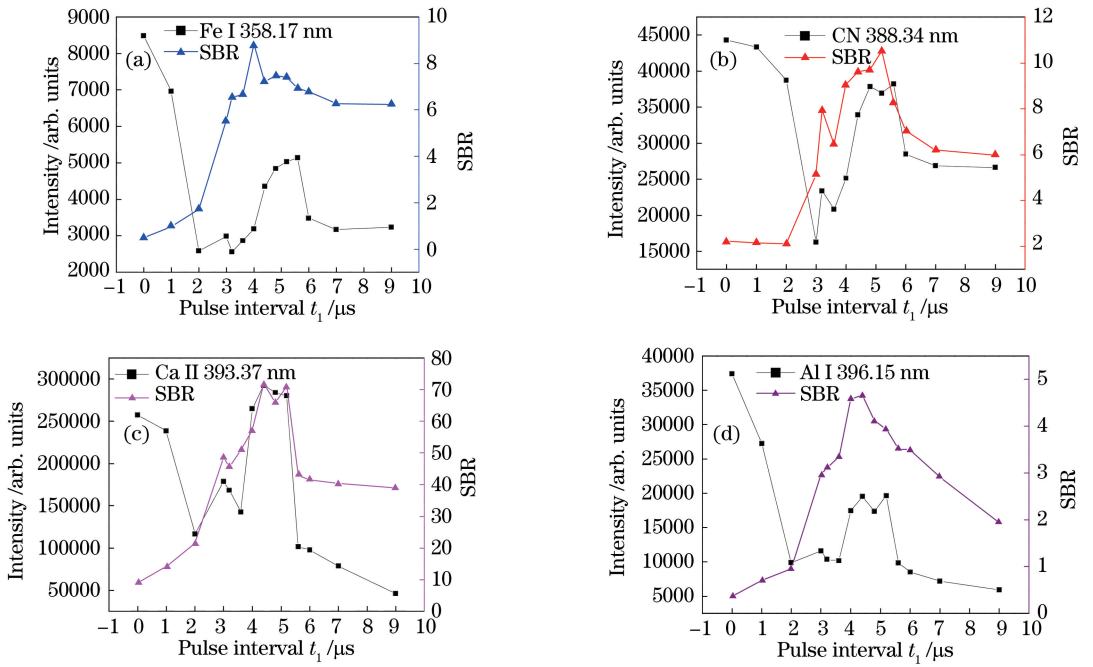 (a)
Fe I 358.17 nm
SBR
9000
8000
7000
6000
5000
4000
3000
2000
Intensity /arb. units
10
8
6
4
2
0
SBR
−1 0 1 2 3 4 5 6 7 8 9 10
Pulse interval t1/μs
(b)
CN 388.34 nm
SBR
45000
40000
35000
30000
25000
20000
15000
Intensity /arb. units
12
10
8
6
4
2
SBR
−1 0 1 2 3 4 5 6 7 8 9 10
Pulse interval t1/μs
(c)
Ca II 393.37 nm
SBR
300000
250000
200000
150000
100000
50000
Intensity /arb. units
80
70
60
50
40
30
20
10
0
SBR
−1 0 1 2 3 4 5 6 7 8 9 10
Pulse interval t1/μs
(d)
Al I 396.15 nm
SBR
40000
35000
30000
25000
20000
15000
10000
5000
Intensity /arb. units
5
4
3
2
1
0
SBR
−1 0 1 2 3 4 5 6 7 8 9 10
Pulse interval t1/μs